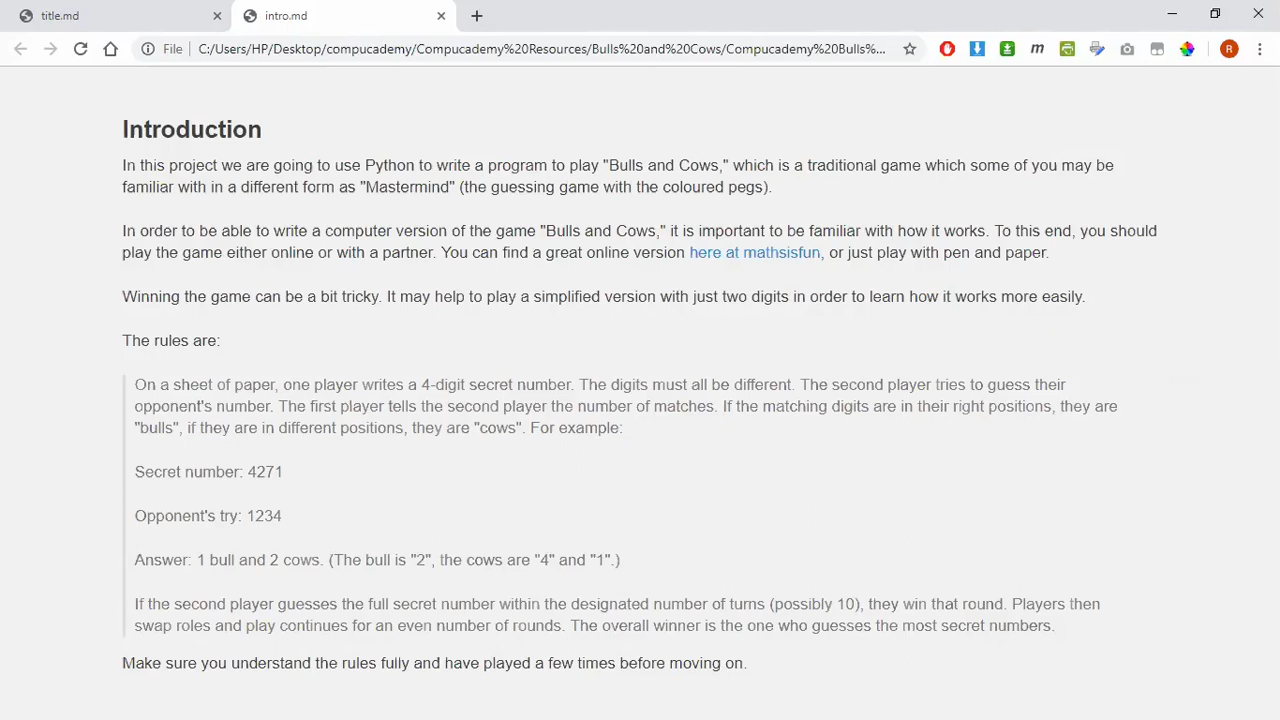 title.md
intro.md
File
C:/Users/HP/Desktop/compucademy/Compucademy%20Resources/Bulls%20and%20Cows/Compucademy%20Bulls%...
m
R
Introduction
In this project we are going to use Python to write a program to play "Bulls and Cows," which is a traditional game which some of you may be
familiar with in a different form as "Mastermind" (the guessing game with the coloured pegs).
In order to be able to write a computer version of the game "Bulls and Cows," it is important to be familiar with how it works. To this end, you should
play the game either online or with a partner. You can find a great online version here at mathsisfun, or just play with pen and paper.
Winning the game can be a bit tricky. It may help to play a simplified version with just two digits in order to learn how it works more easily.
The rules are:
On a sheet of paper, one player writes a 4-digit secret number. The digits must all be different. The second player tries to guess their
opponent's number. The first player tells the second player the number of matches. If the matching digits are in their right positions, they are
"bulls", if they are in different positions, they are "cows". For example:
Secret number: 4271
Opponent's try: 1234
Answer: 1 bull and 2 cows. (The bull is "2", the cows are "4" and "1".)
If the second player guesses the full secret number within the designated number of turns (possibly 10), they win that round. Players then
swap roles and play continues for an even number of rounds. The overall winner is the one who guesses the most secret numbers.
Make sure you understand the rules fully and have played a few times before moving on.